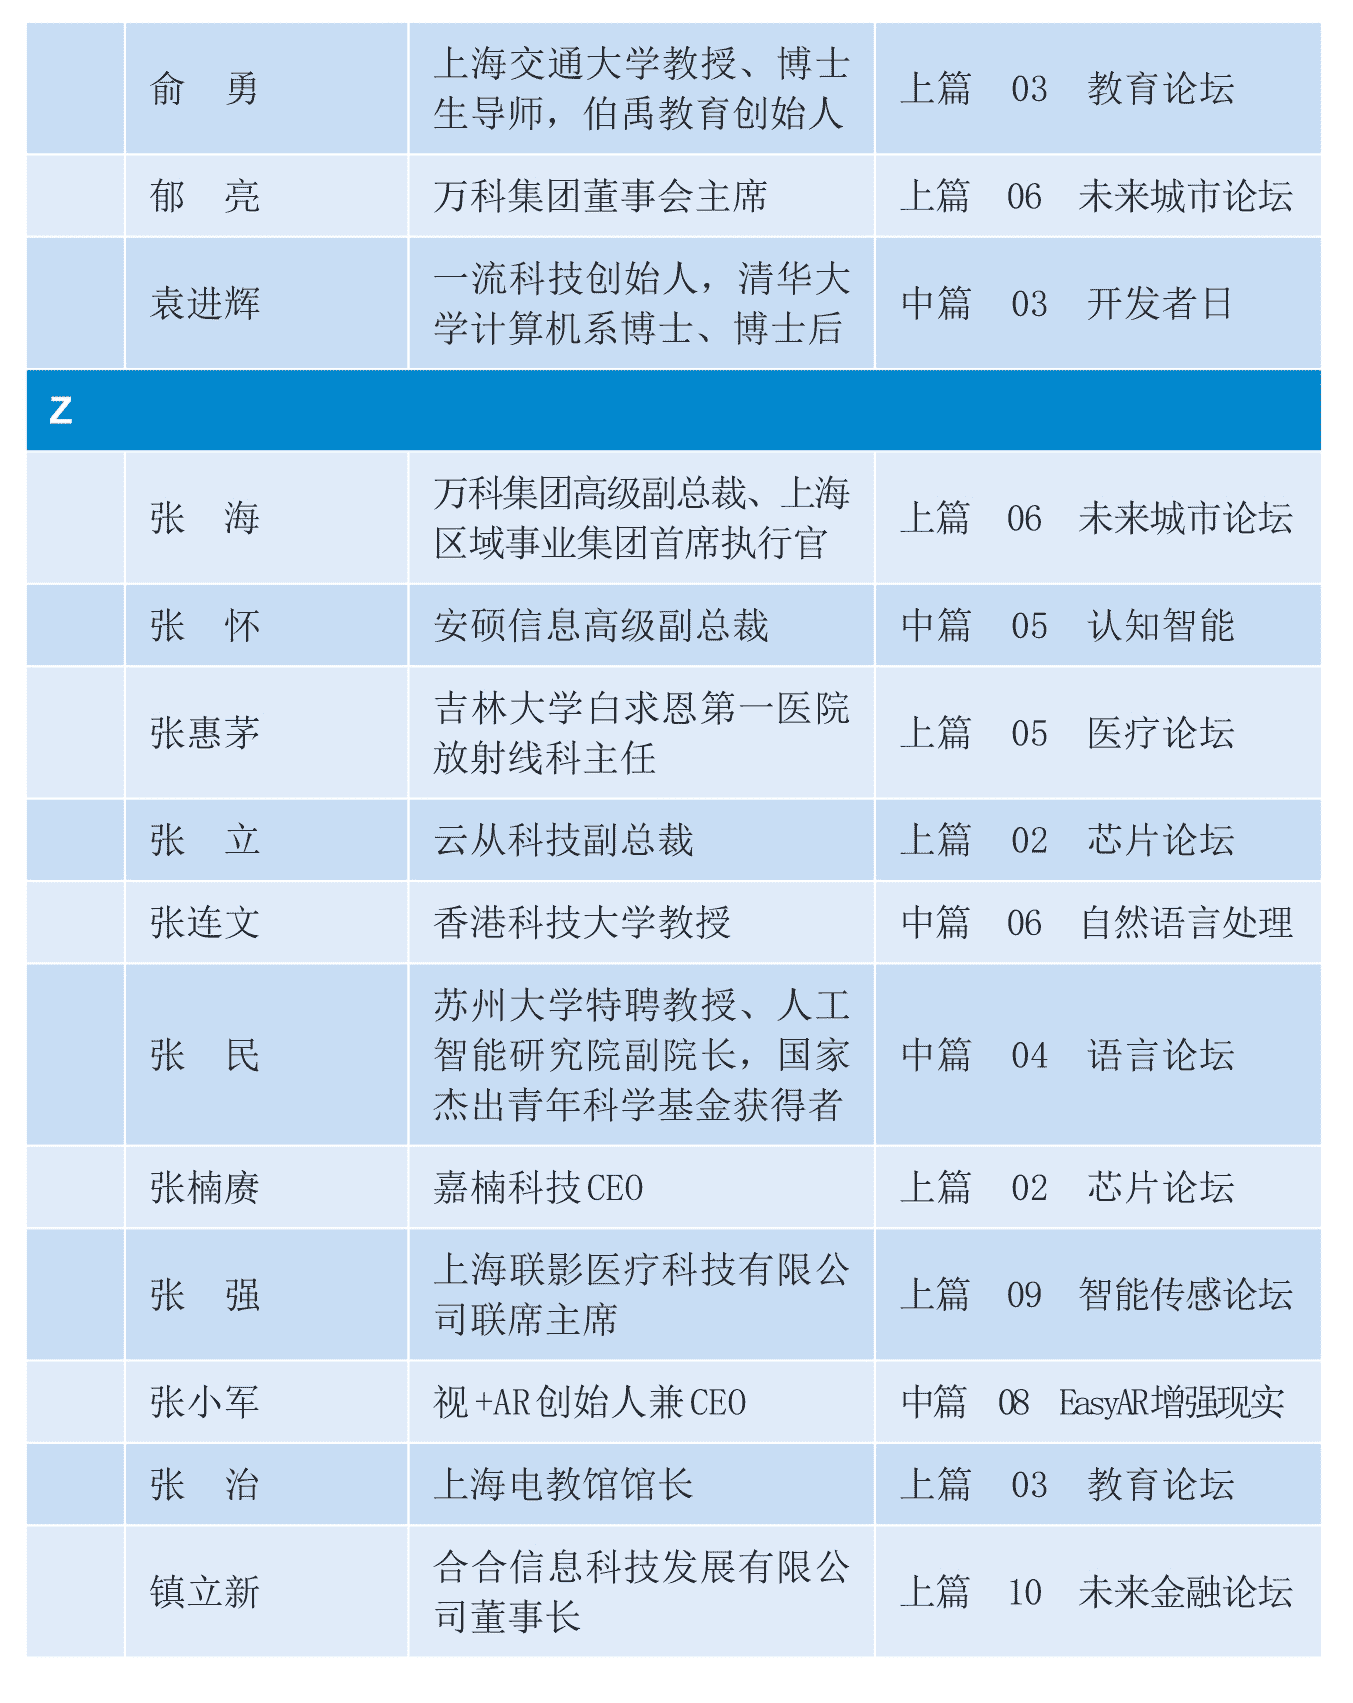 俞　勇
上海交通大学教授、博士
生导师，伯禹教育创始人
上篇　03　教育论坛
郁　亮
万科集团董事会主席
上篇　06　未来城市论坛
袁进辉
一流科技创始人，清华大
学计算机系博士、博士后
中篇　03　开发者日
Z
张　海
万科集团高级副总裁、上海
区域事业集团首席执行官
上篇　06　未来城市论坛
张　怀
安硕信息高级副总裁
中篇　05　认知智能
张惠茅
吉林大学白求恩第一医院
放射线科主任
上篇　05　医疗论坛
张　立
云从科技副总裁
上篇　02　芯片论坛
张连文
香港科技大学教授
中篇　06　自然语言处理
张　民
苏州大学特聘教授、人工
智能研究院副院长，国家
杰出青年科学基金获得者
中篇　04　语言论坛
张楠赓
嘉楠科技CEO
上篇　02　芯片论坛
张　强
上海联影医疗科技有限公
司联席主席
上篇　09　智能传感论坛
张小军
视+AR创始人兼CEO
中篇　08　EasyAR增强现实
张　治
上海电教馆馆长
上篇　03　教育论坛
镇立新
合合信息科技发展有限公
司董事长
上篇　10　未来金融论坛